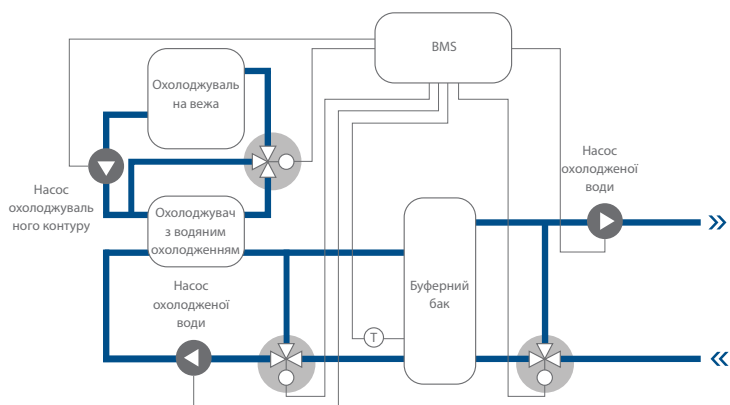 BMS
Охолоджуваль
на вежа
Насос
охолоджуваль
ного контуру
Охолоджувач
з водяним
охолодженням
Насос
охолодженої
води
Насос
охолодженої
води
Буферний
бак
T